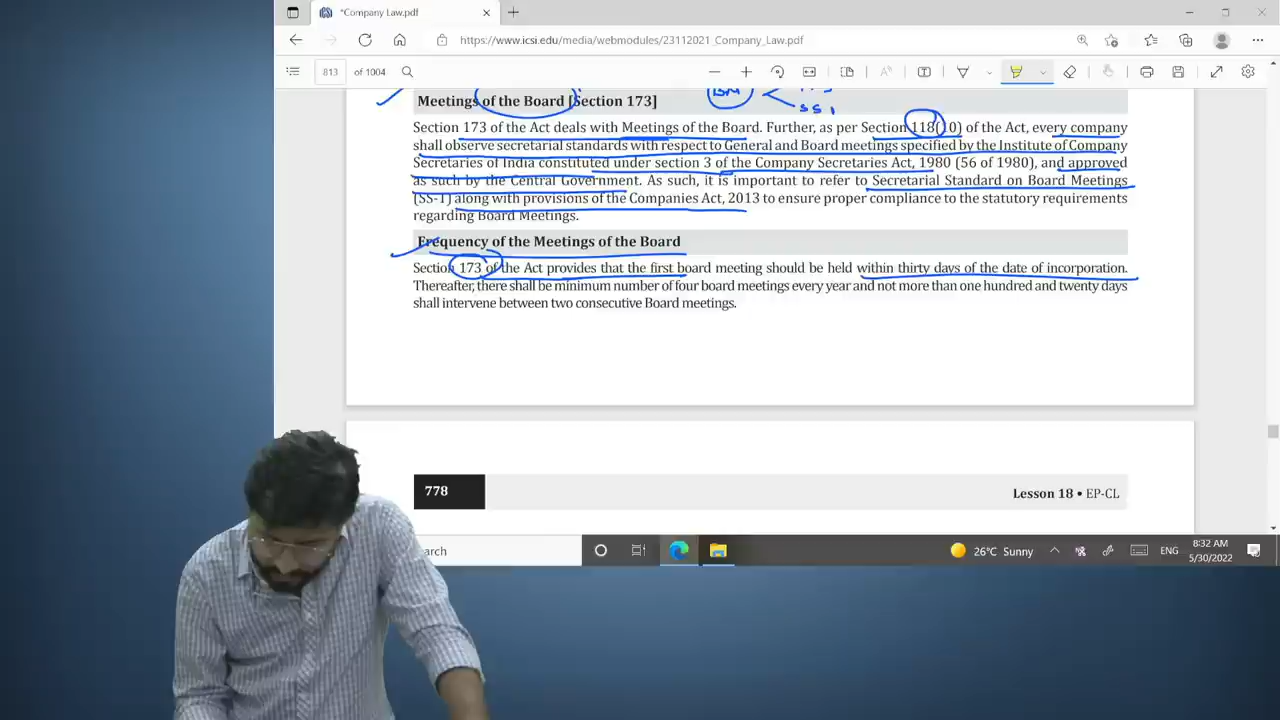 *Company Law.pdf
https://www.icsi.edu/media/webmodules/23112021_Company_Law.pdf
813 of 1004
Meetings of the Board [Section 173]
SS 1
Section 173 of the Act deals with Meetings of the Board. Further, as per Section 118(10) of the Act, every company
shall observe secretarial standards with respect to General and Board meetings specified by the Institute of Company
Secretaries of India constituted under section 3 of the Company Secretaries Act, 1980 (56 of 1980), and approved
as such by the Central Government. As such, it is important to refer to Secretarial Standard on Board Meetings
(SS-1) along with provisions of the Companies Act, 2013 to ensure proper compliance to the statutory requirements
regarding Board Meetings.
Frequency of the Meetings of the Board
Section 173 of the Act provides that the first board meeting should be held within thirty days of the date of incorporation.
Thereafter, there shall be minimum number of four board meetings every year and not more than one hundred and twenty days
shall intervene between two consecutive Board meetings.
778
Lesson 18 • EP-CL
arch
26°C Sunny
ENG
8:32 AM
5/30/2022